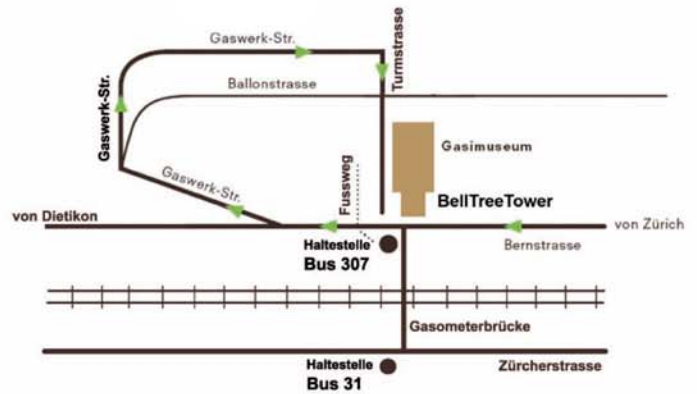 Gaswerk-Str.
Turmstrasse
Ballonstrasse
Gaswerk-Str.
Gasimuseum
Gaswerk-Str.
Fussweg
BellTreeTower
von Dietikon
von Zürich
Haltestelle
Bus 307
Bernstrasse
Gasometerbrücke
Haltestelle
Bus 31
Zürcherstrasse